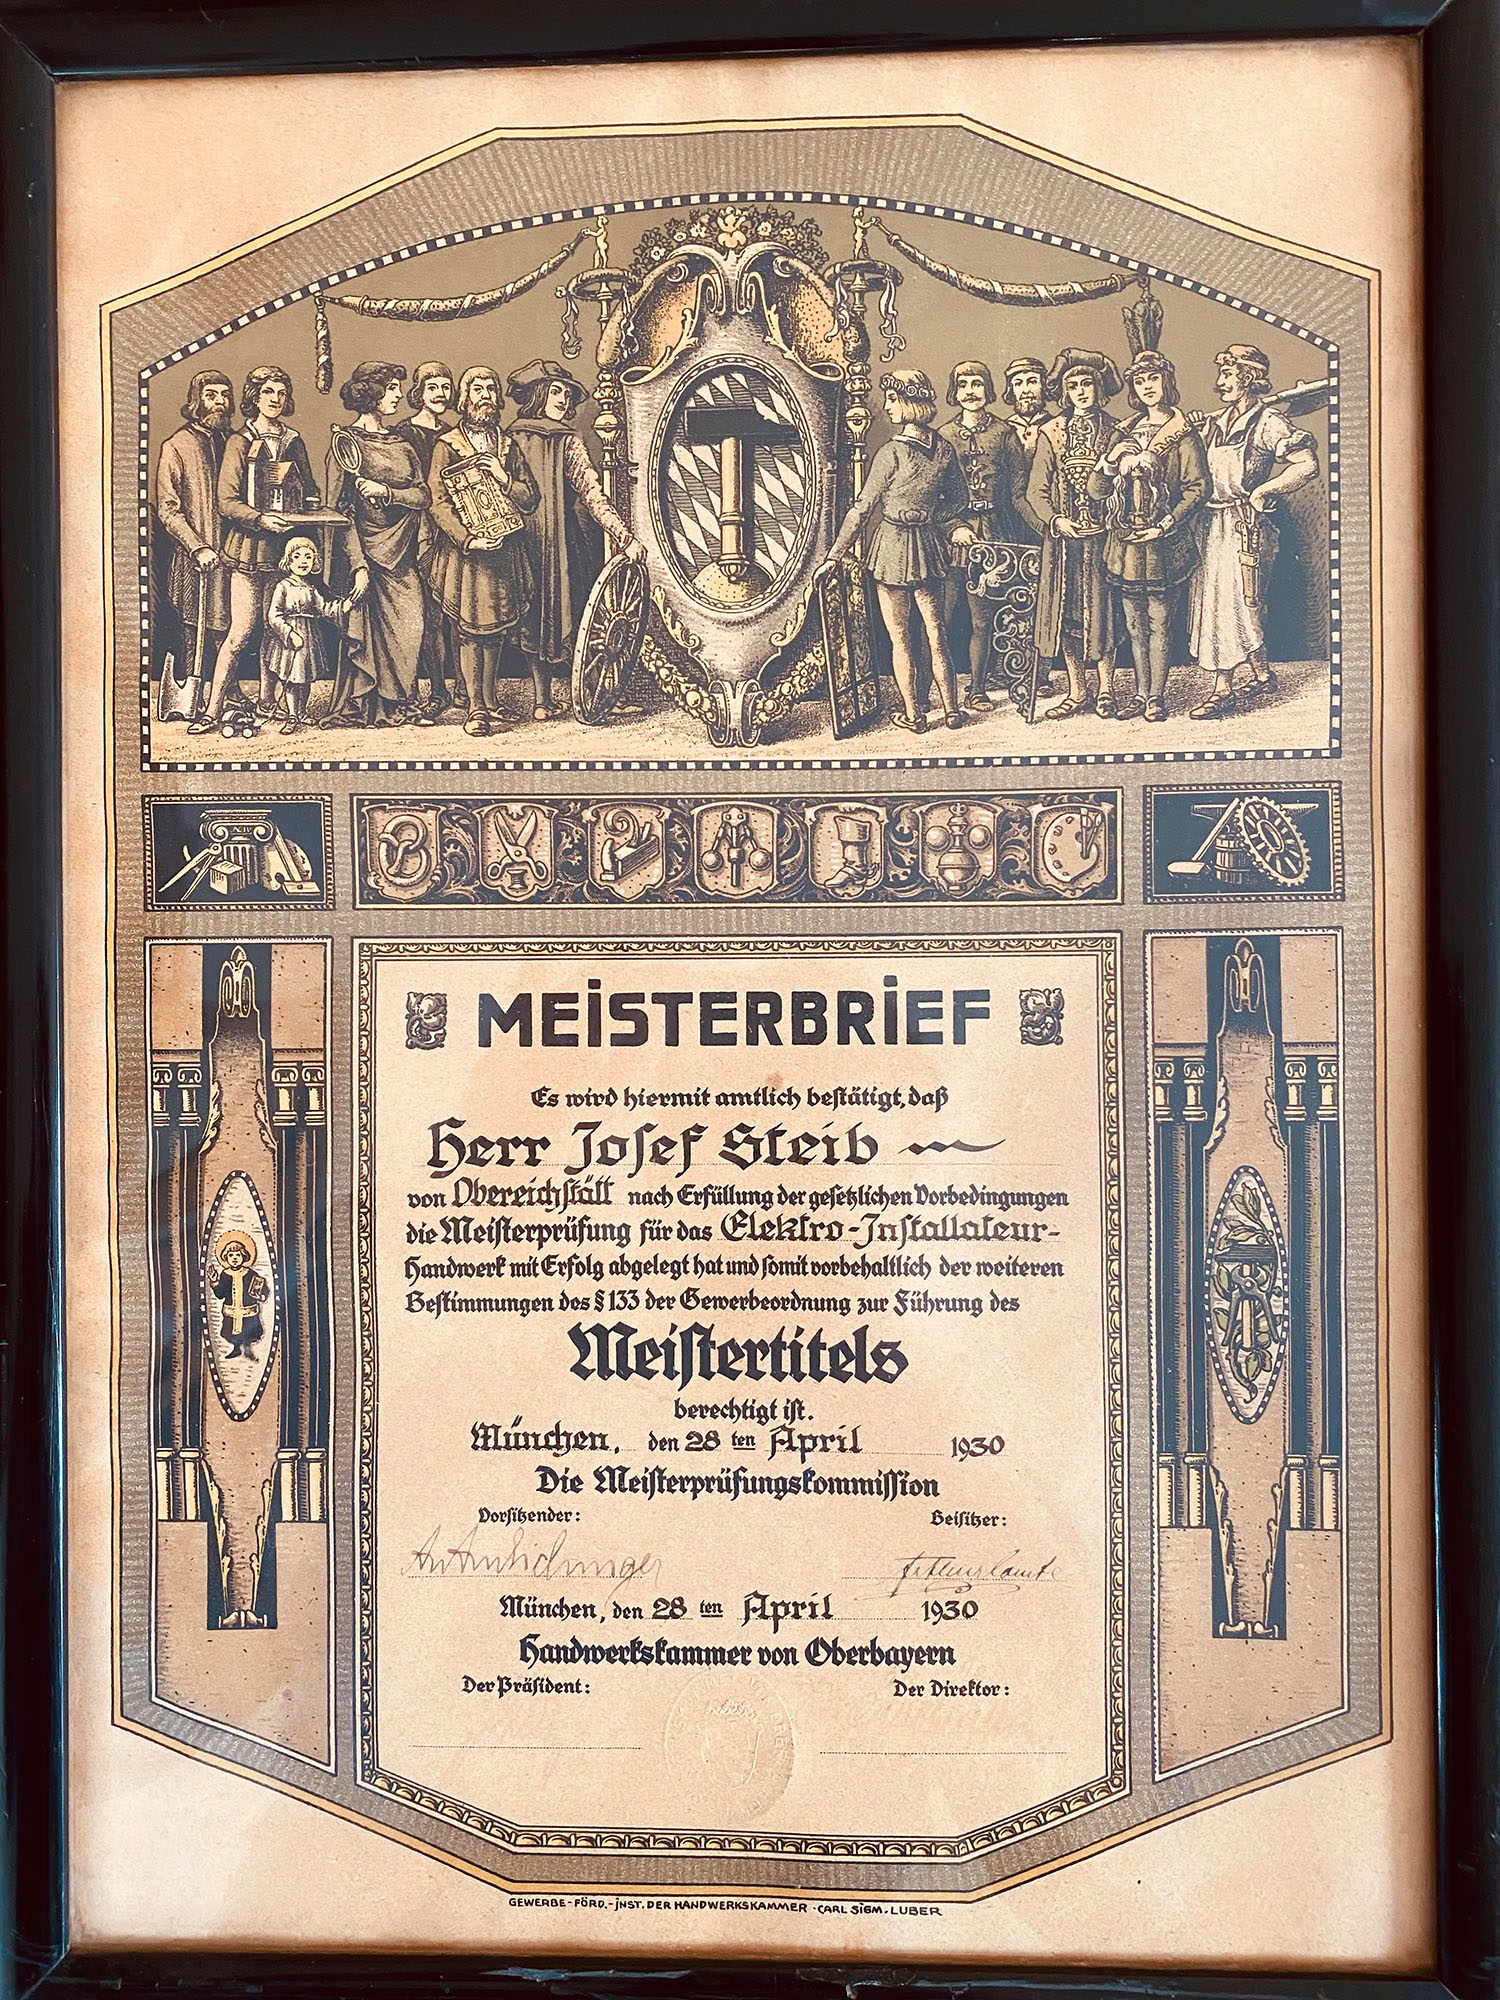 MEISTERBRIEF
Es wird hiermit amtlich bestätigt, daß
Herr Josef Steib
von Obereichstätt nach Erfüllung der gesetzlichen Vorbedingungen
die Meisterprüfung für das Elektro-Installateur-
Handwerk mit Erfolg abgelegt hat und somit vorbehaltlich der weiteren
Bestimmungen des § 133 der Gewerbeordnung zur Führung des
Meistertitels
berechtigt ist.
München, den 28 ten April 1930
Die Meisterprüfungskommission
Vorsitzender: Beisitzer:
München, den 28 ten April 1930
Handwerkskammer von Oberbayern
Der Präsident: Der Direktor:
GEWERBE-FÖRD.-JNST. DER HANDWERKSKAMMER · CARL SIGM. LUBER